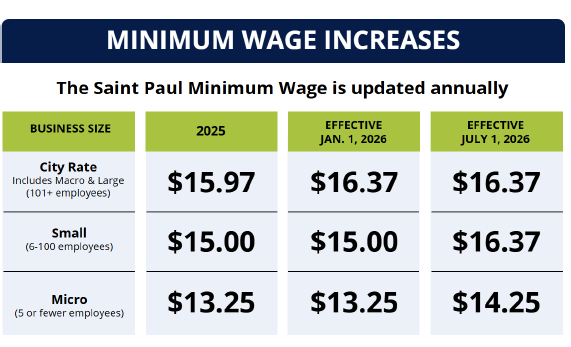 MINIMUM WAGE INCREASES
The Saint Paul Minimum Wage is updated annually
BUSINESS SIZE
2025
EFFECTIVE
JAN. 1, 2026
EFFECTIVE
JULY 1, 2026
City Rate
Includes Macro & Large
(101+ employees)
$15.97
$16.37
$16.37
Small
(6-100 employees)
$15.00
$15.00
$16.37
Micro
(5 or fewer employees)
$13.25
$13.25
$14.25